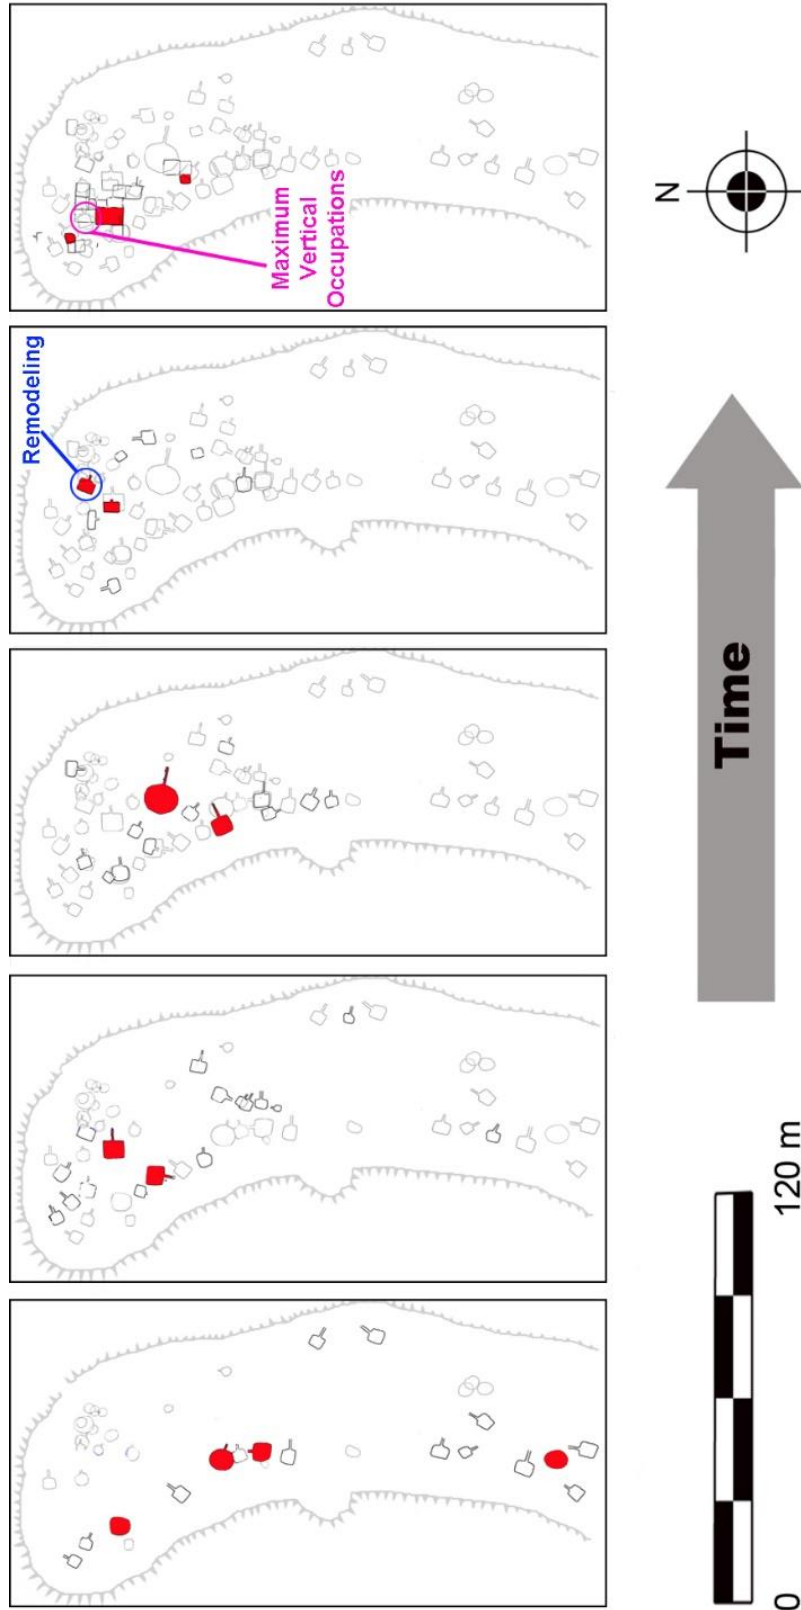 Maximum
Vertical
Occupations
Remodeling
N
Time
0
120 m